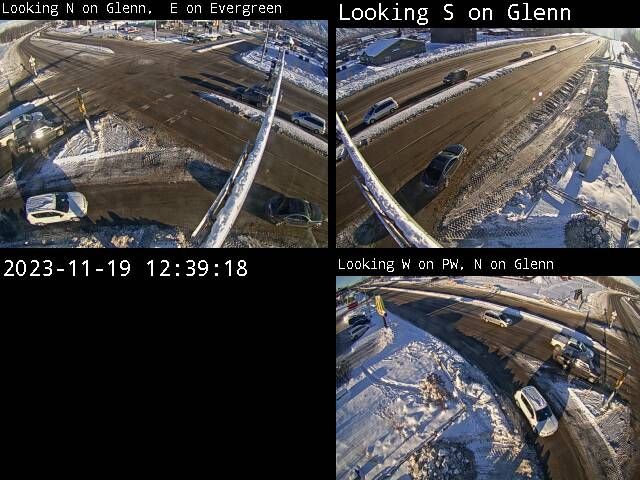 Looking N on Glenn,  E on Evergreen
Looking S on Glenn
2023-11-19 12:39:18
Looking W on PW, N on Glenn